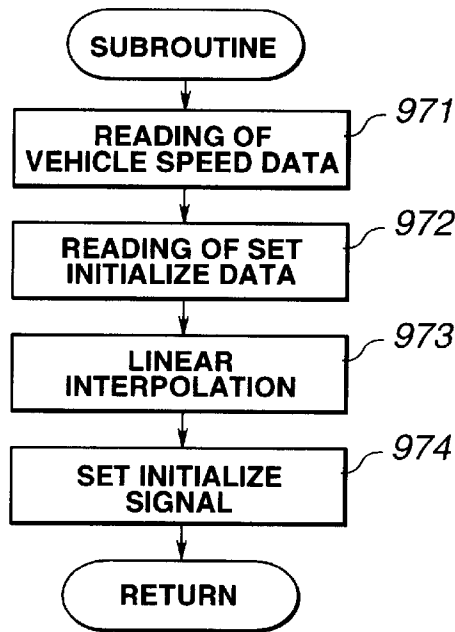 SUBROUTINE
971
READING OF
VEHICLE SPEED DATA
972
READING OF SET
INITIALIZE DATA
973
LINEAR
INTERPOLATION
974
SET INITIALIZE
SIGNAL
RETURN